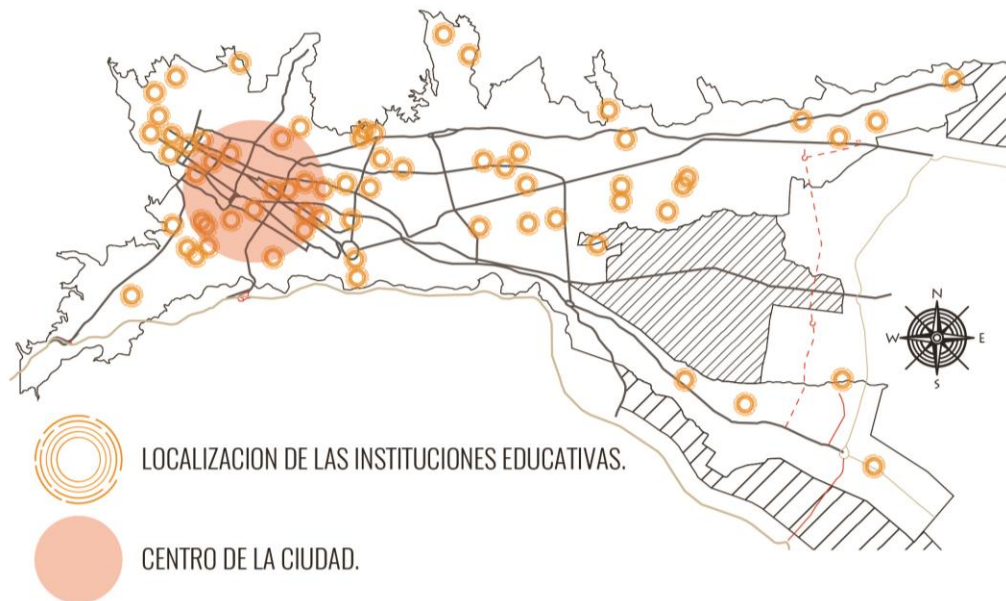 N
W
E
S
LOCALIZACION DE LAS INSTITUCIONES EDUCATIVAS.
CENTRO DE LA CIUDAD.